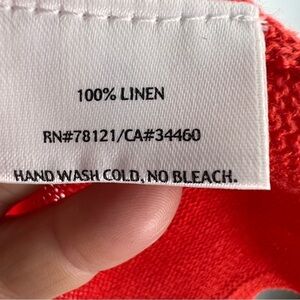 100% LINEN
RN#78121/CA#34460
HAND WASH COLD, NO BLEACH.